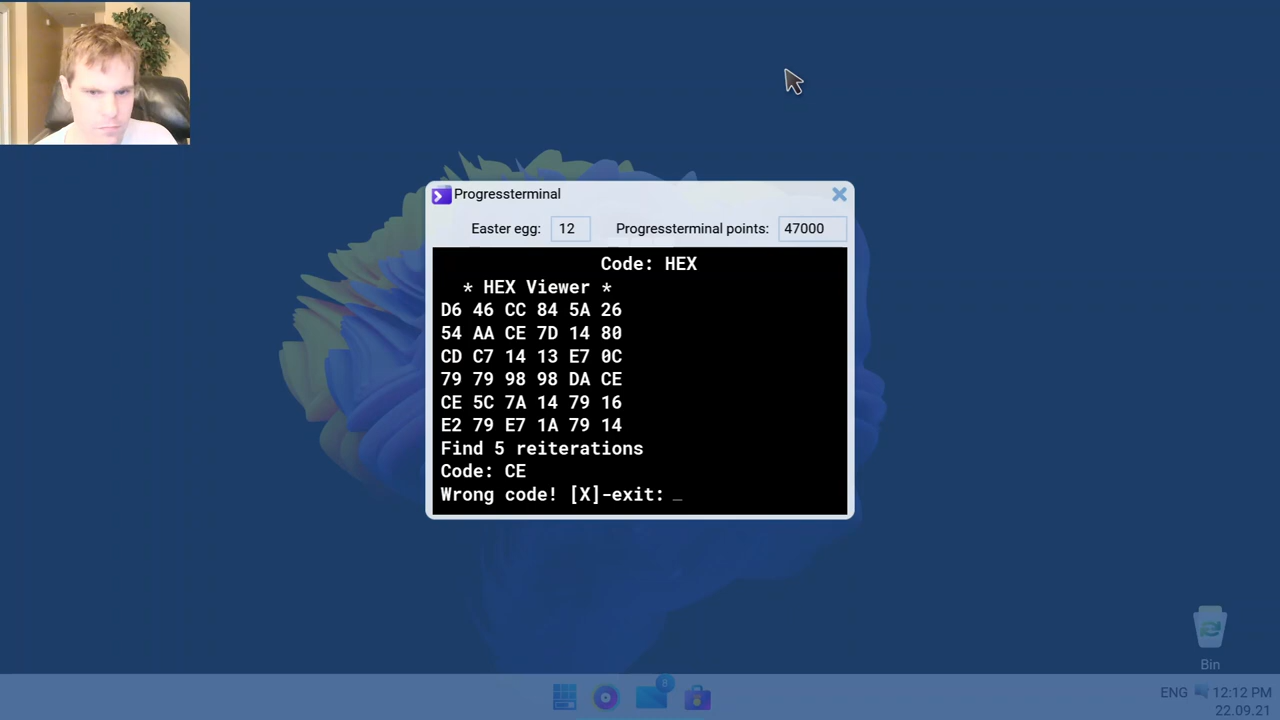 Progressterminal
Easter egg: 12 Progressterminal points: 47000
Code: HEX
* HEX Viewer *
D6 46 CC 84 5A 26
54 AA CE 7D 14 80
CD C7 14 13 E7 0C
79 79 98 98 DA CE
CE 5C 7A 14 79 16
E2 79 E7 1A 79 14
Find 5 reiterations
Code: CE
Wrong code! [X]-exit: _
Bin
8
ENG 12:12 PM
22.09.21